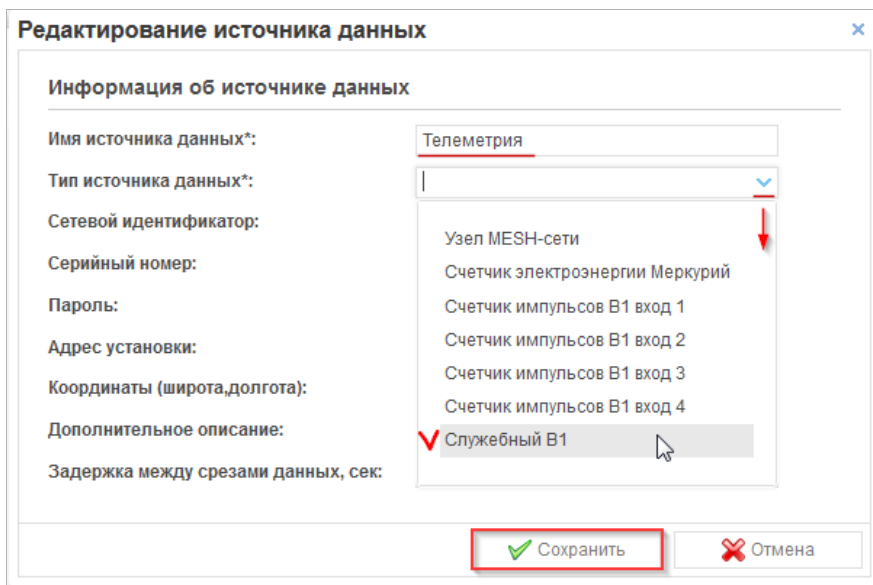 Редактирование источника данных
Информация об источнике данных
Имя источника данных*:
Телеметрия
Тип источника данных*:
Сетевой идентификатор:
Узел MESH-сети
Серийный номер:
Счетчик электроэнергии Меркурий
Пароль:
Счетчик импульсов B1 вход 1
Адрес установки:
Счетчик импульсов B1 вход 2
Координаты (широта,долгота):
Счетчик импульсов B1 вход 3
Счетчик импульсов B1 вход 4
Дополнительное описание:
Служебный B1
Задержка между срезами данных, сек:
Сохранить
Отмена